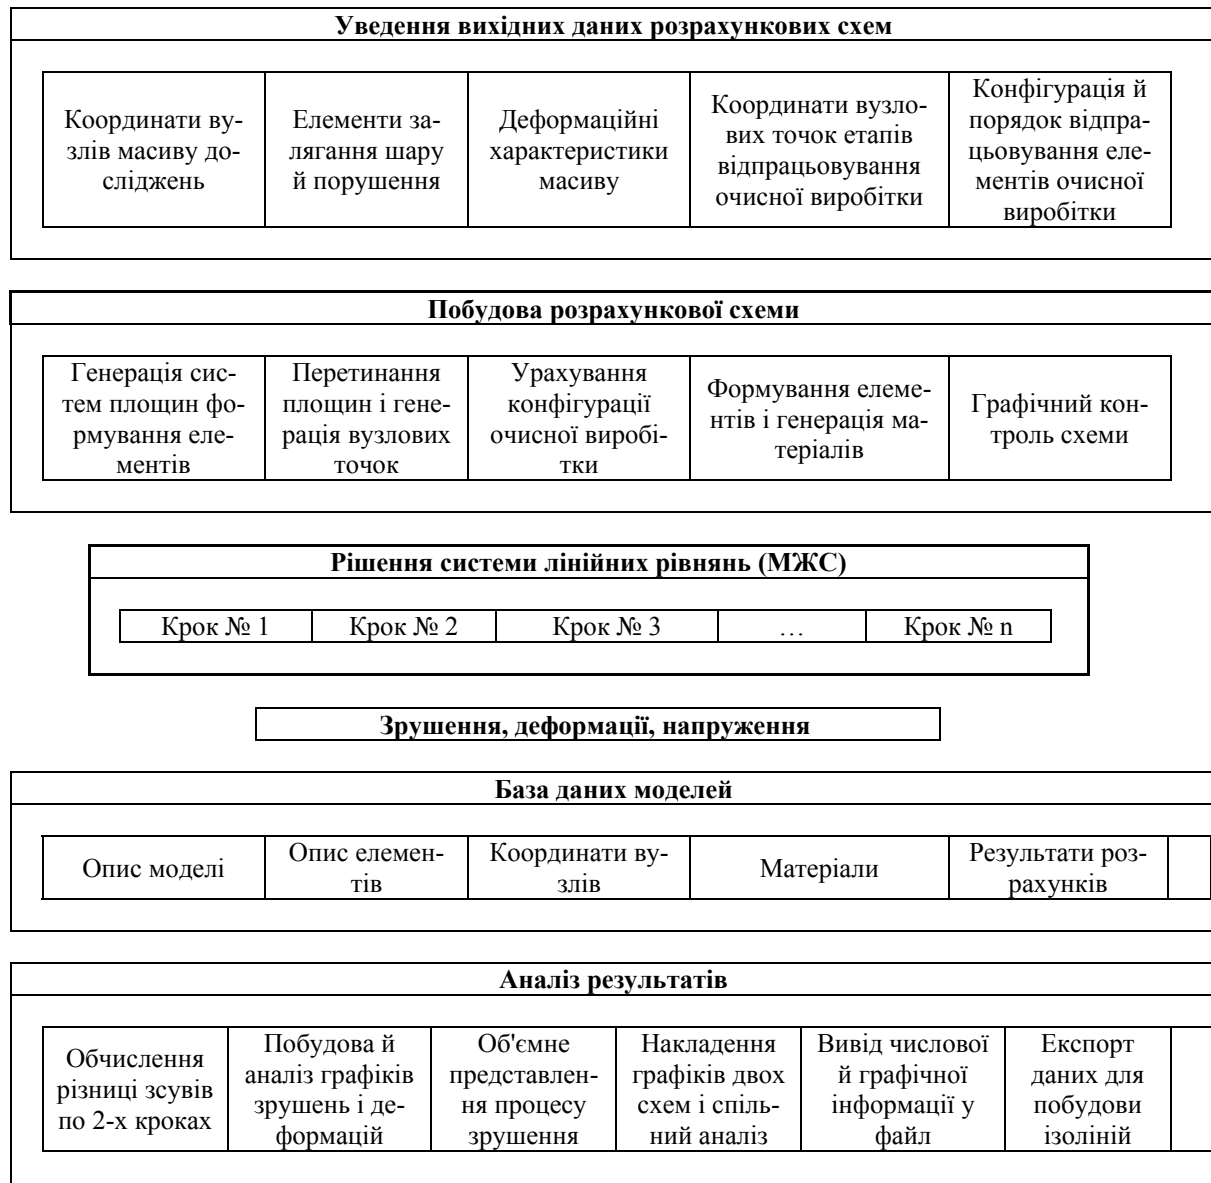 Уведення вихідних даних розрахункових схем
Координати ву-
злів масиву до-
сліджень
Елементи за-
лягання шару
й порушення
Деформаційні
характеристики
масиву
Координати вузло-
вих точок етапів
відпрацьовування
очисної виробітки
Конфігурація й
порядок відпра-
цьовування еле-
ментів очисної
виробітки
Побудова розрахункової схеми
Генерація сис-
тем площин фо-
рмування еле-
ментів
Перетинання
площин і гене-
рація вузлових
точок
Урахування
конфігурації
очисної виробі-
тки
Формування елеме-
нтів і генерація ма-
теріалів
Графічний кон-
троль схеми
Рішення системи лінійних рівнянь (МЖС)
Крок № 1
Крок № 2
Крок № 3
…
Крок № n
Зрушення, деформації, напруження
База даних моделей
Опис моделі
Опис елемен-
тів
Координати ву-
злів
Матеріали
Результати роз-
рахунків
Аналіз результатів
Обчислення
різниці зсувів
по 2-х кроках
Побудова й
аналіз графіків
зрушень і де-
формацій
Об'ємне
представлен-
ня процесу
зрушення
Накладення
графіків двох
схем і спіль-
ний аналіз
Вивід числової
й графічної
інформації у
файл
Експорт
даних для
побудови
ізоліній